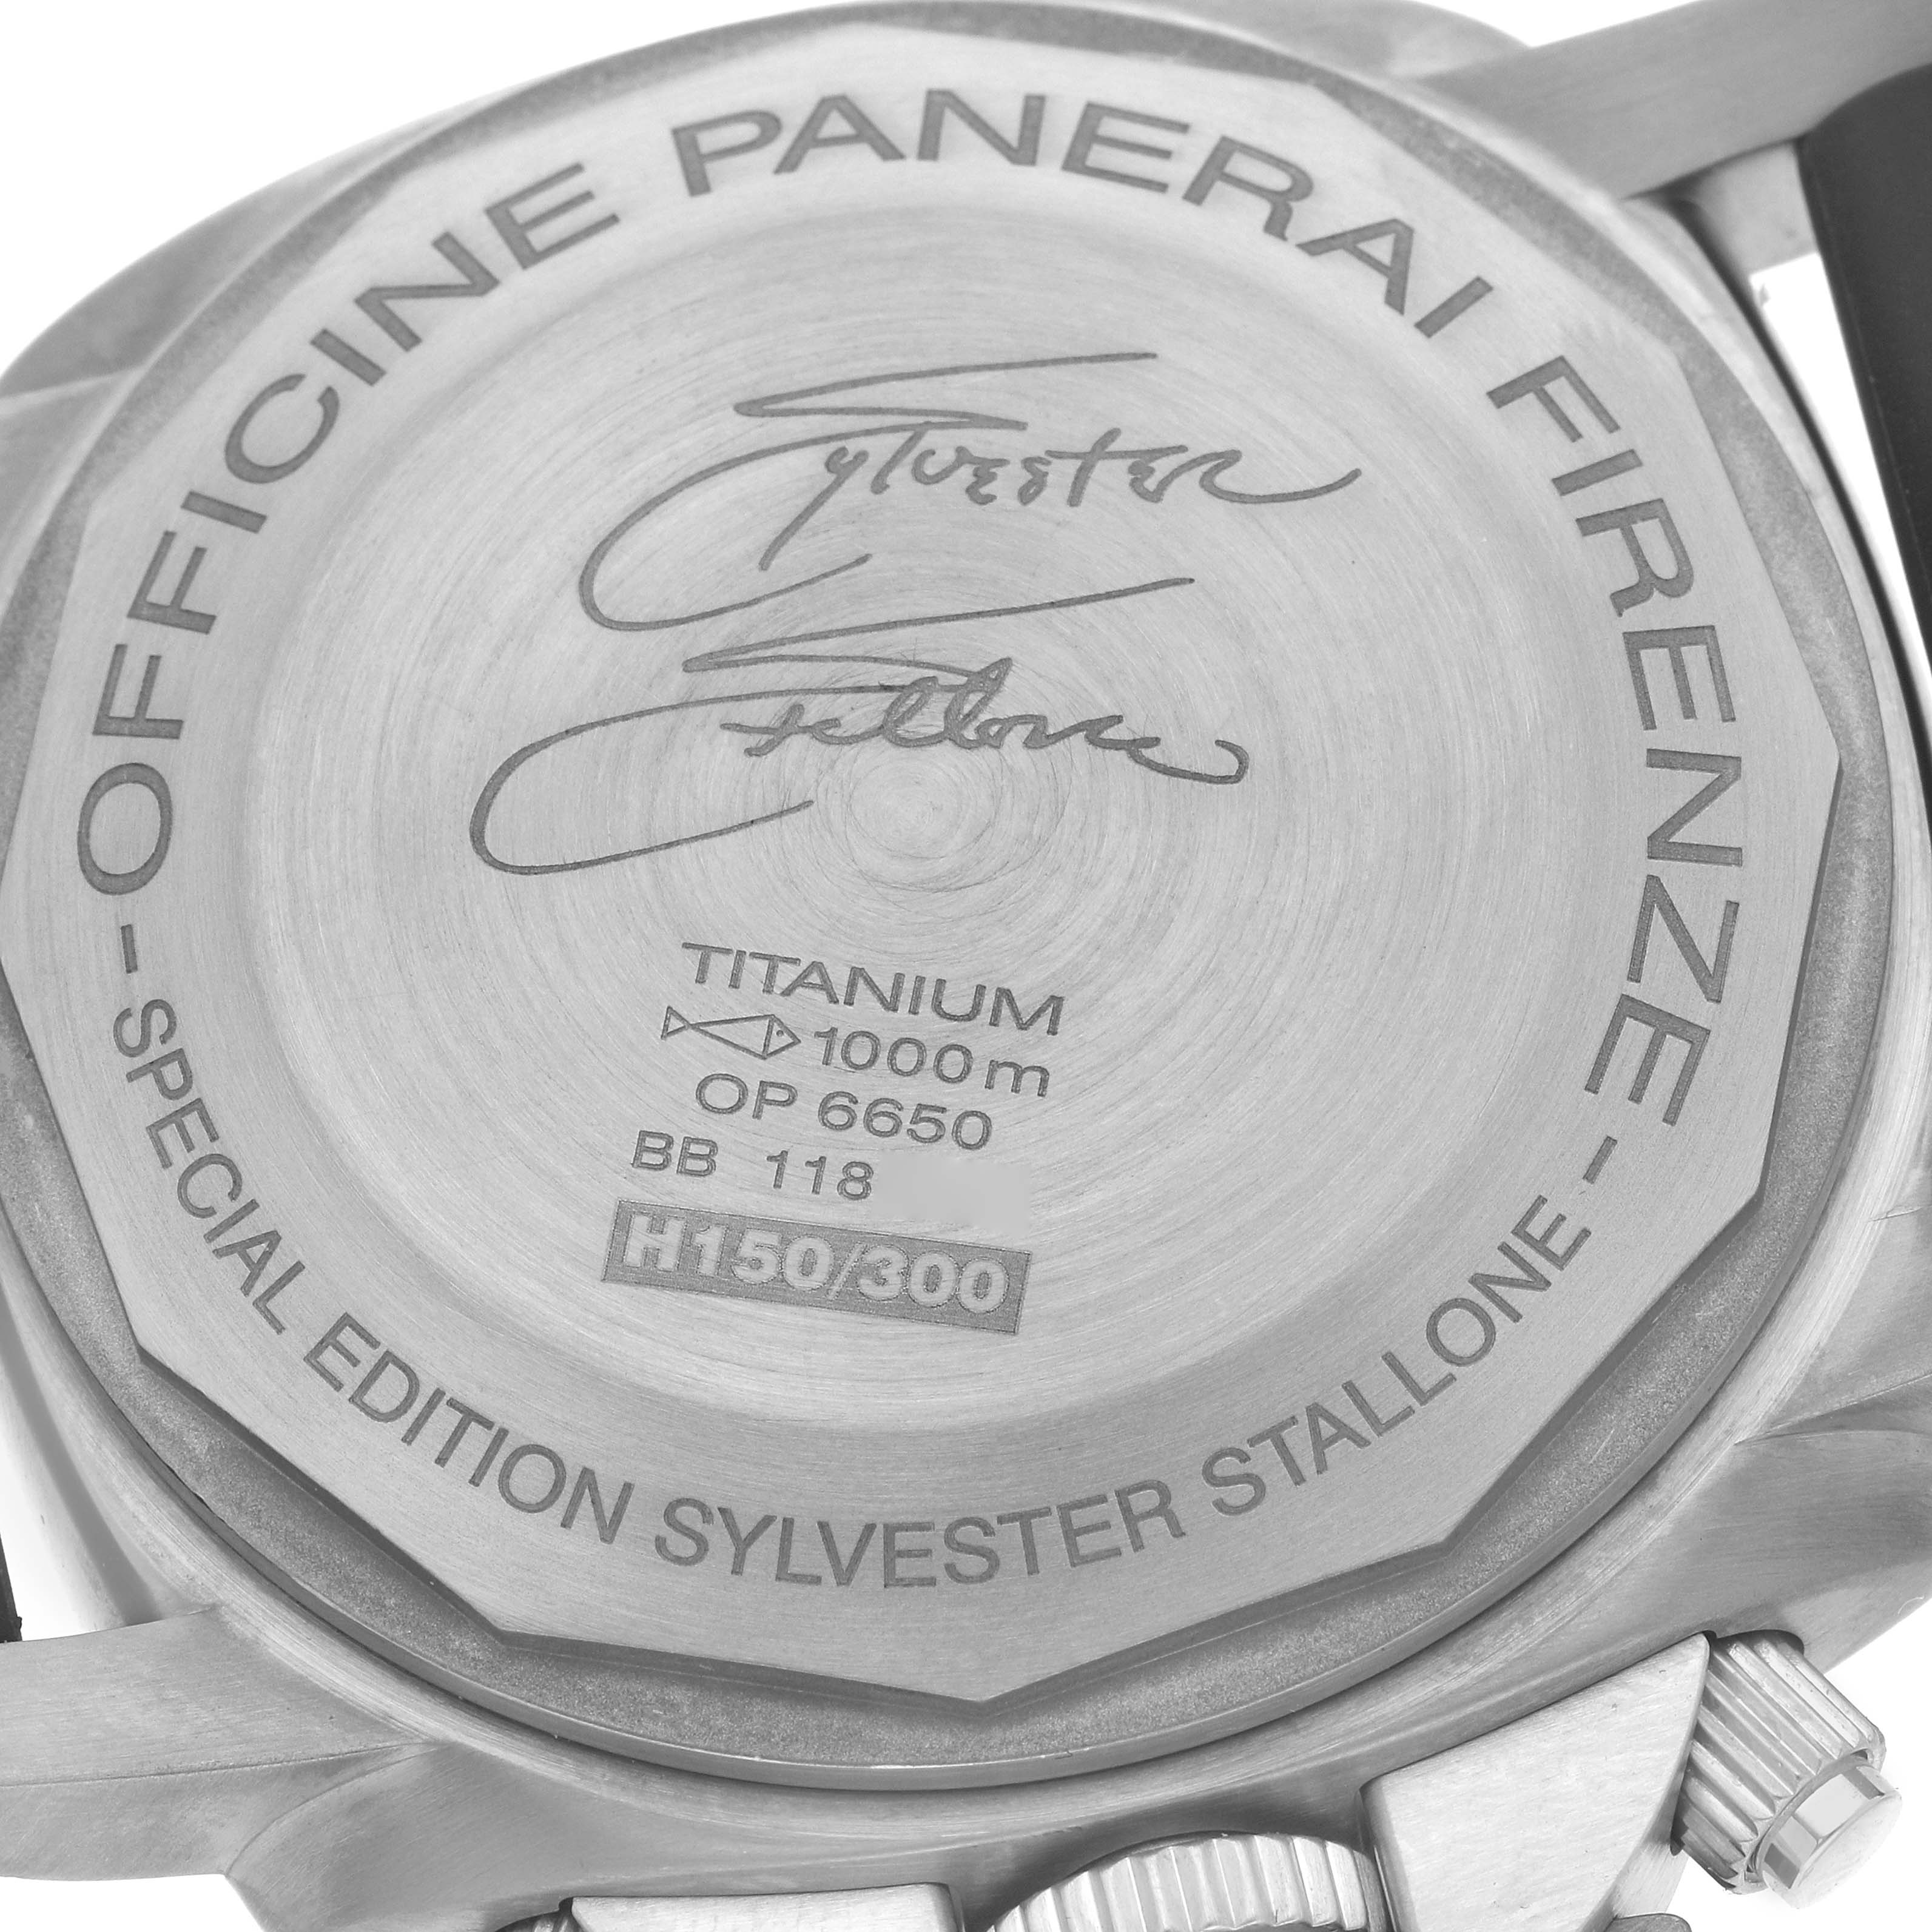 OFFICINE PANERAI FIRENZE
Sylvester
Stallone
TITANIUM
1000m
OP 6650
BB 118
H150/300
-SPECIAL EDITION SYLVESTER STALLONE-